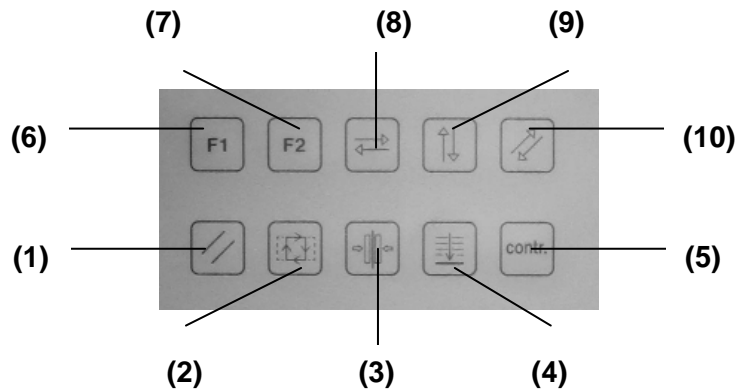 (7) (8) (9)
(6) F1 F2 (10)
(1) contr. (5)
(2) (3) (4)